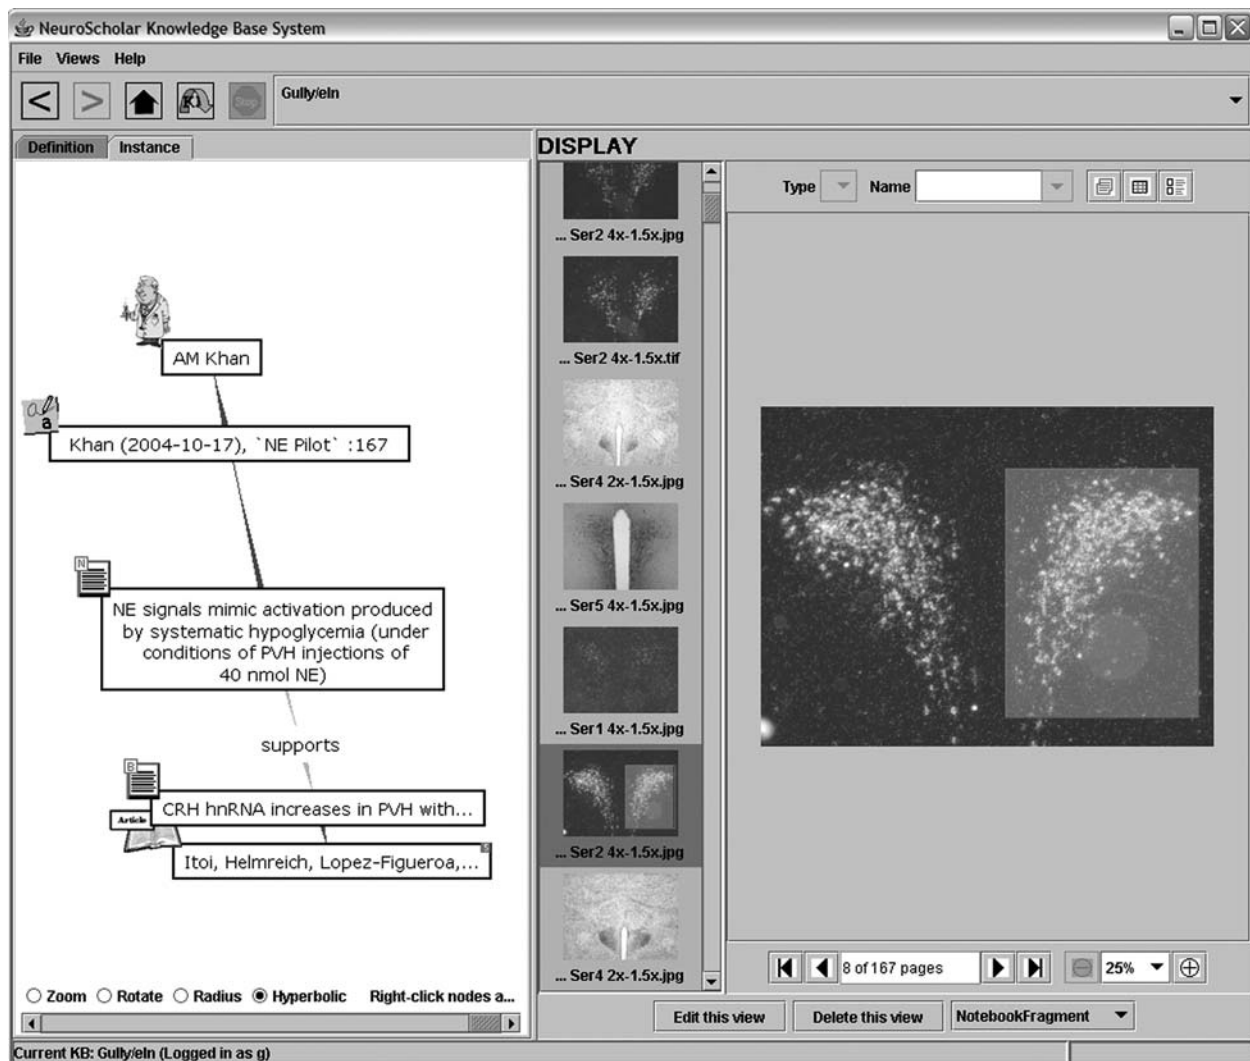 NeuroScholar Knowledge Base System
File Views Help
< > Stop Gully/eln
Definition Instance
AM Khan
a
Khan (2004-10-17), `NE Pilot` :167
N
NE signals mimic activation produced
by systematic hypoglycemia (under
conditions of PVH injections of
40 nmol NE)
supports
B
CRH hnRNA increases in PVH with...
Article
Itoi, Helmreich, Lopez-Figueroa,...
Zoom Rotate Radius Hyperbolic Right-click nodes a...
DISPLAY
... Ser2 4x-1.5x.jpg
... Ser2 4x-1.5x.tif
... Ser4 2x-1.5x.jpg
... Ser5 4x-1.5x.jpg
... Ser1 4x-1.5x.jpg
... Ser2 4x-1.5x.jpg
... Ser4 2x-1.5x.jpg
Type Name
8 of 167 pages 25%
Edit this view Delete this view NotebookFragment
Current KB: Gully/eln (Logged in as g)